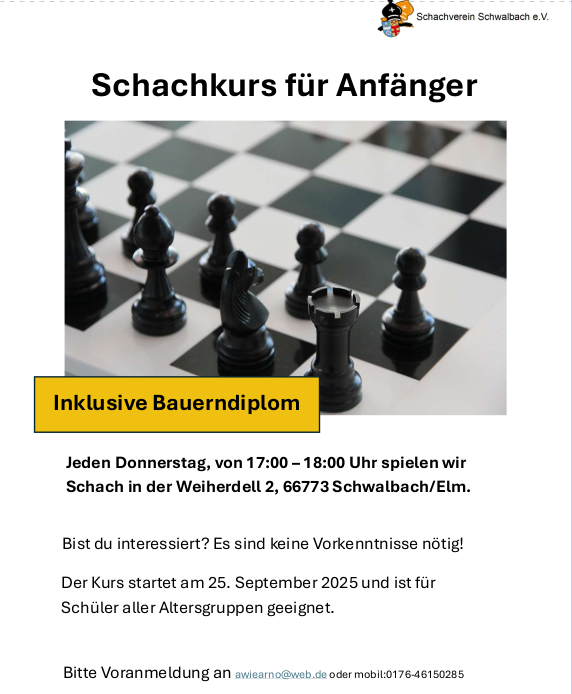 Schachverein Schwalbach e.V.
Schachkurs für Anfänger
Inklusive Bauerndiplom
Jeden Donnerstag, von 17:00 – 18:00 Uhr spielen wir
Schach in der Weiherdell 2, 66773 Schwalbach/Elm.
Bist du interessiert? Es sind keine Vorkenntnisse nötig!
Der Kurs startet am 25. September 2025 und ist für
Schüler aller Altersgruppen geeignet.
Bitte Voranmeldung an awiearno@web.de oder mobil:0176-46150285